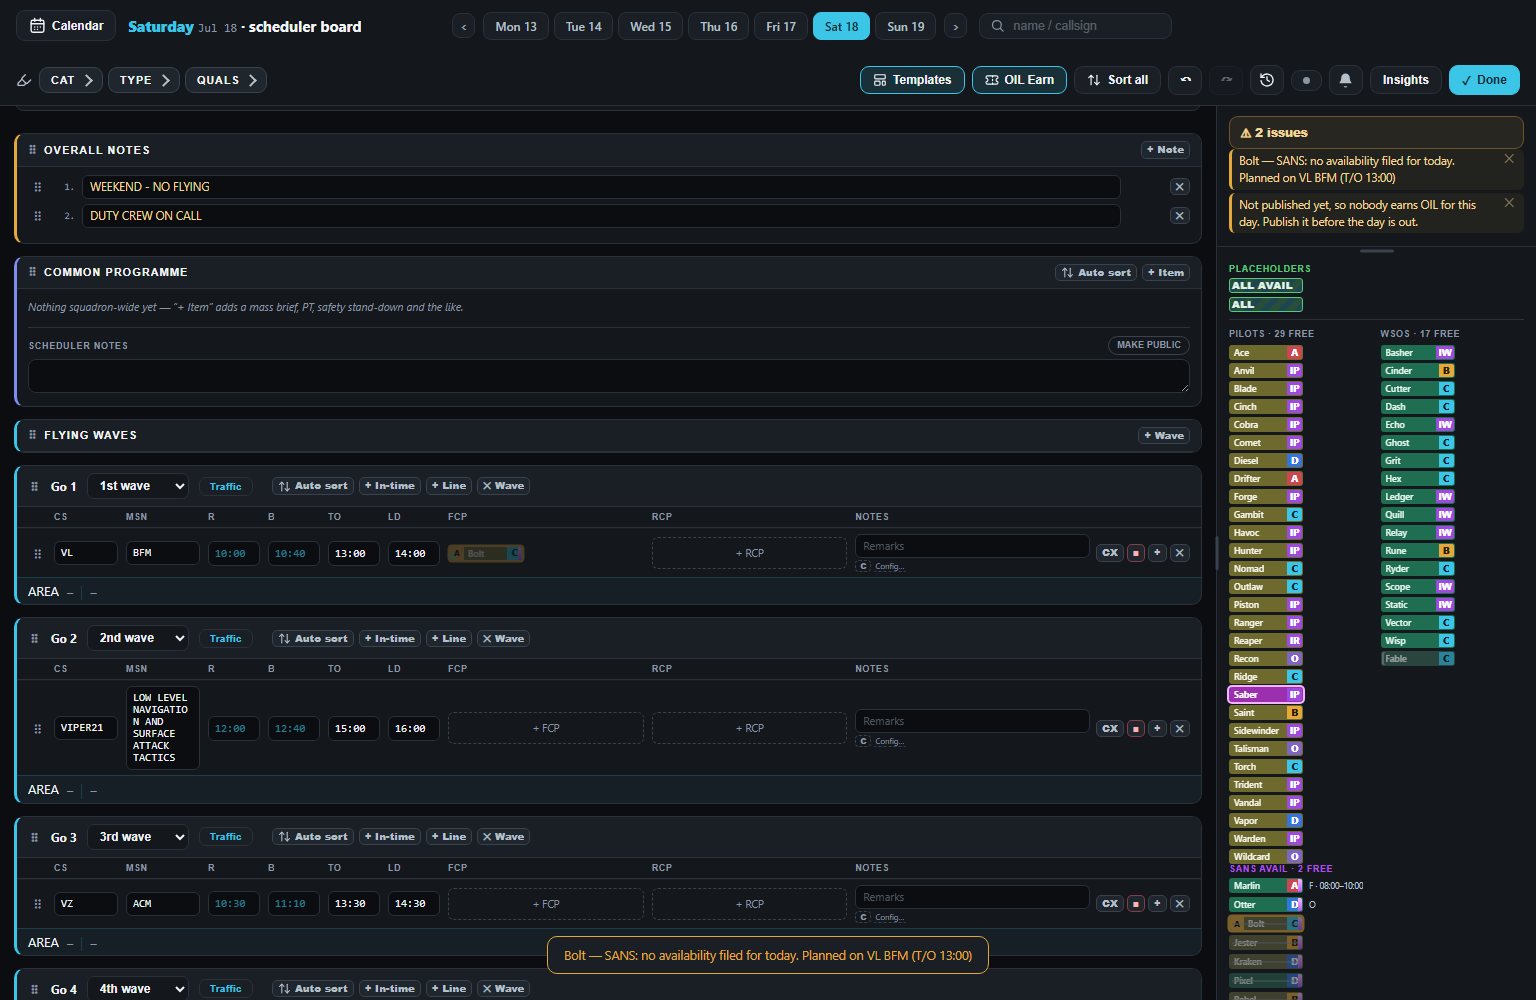 Calendar
Saturday Jul 18 · scheduler board
Mon 13
Tue 14
Wed 15
Thu 16
Fri 17
Sat 18
Sun 19
name / callsign
CAT
TYPE
QUALS
Templates
OIL Earn
Sort all
Insights
✓ Done
OVERALL NOTES
+ Note
1. WEEKEND - NO FLYING
2. DUTY CREW ON CALL
COMMON PROGRAMME
Auto sort
+ Item
Nothing squadron-wide yet — "+ Item" adds a mass brief, PT, safety stand-down and the like.
SCHEDULER NOTES
MAKE PUBLIC
FLYING WAVES
+ Wave
Go 1 1st wave Traffic Auto sort + In-time + Line X Wave
CS MSN R B TO LD FCP RCP NOTES
VL BFM 10:00 10:40 13:00 14:00 A Bolt C + RCP Remarks CX
C Config...
AREA – –
Go 2 2nd wave Traffic Auto sort + In-time + Line X Wave
CS MSN R B TO LD FCP RCP NOTES
VIPER21
LOW LEVEL
NAVIGATIO
N AND
SURFACE
ATTACK
TACTICS
12:00 12:40 15:00 16:00 + FCP + RCP Remarks CX
C Config...
AREA – –
Go 3 3rd wave Traffic Auto sort + In-time + Line X Wave
CS MSN R B TO LD FCP RCP NOTES
VZ ACM 10:30 11:10 13:30 14:30 + FCP + RCP Remarks CX
C Config...
AREA – –
Go 4 4th wave Traffic Auto sort + In-time + Line X Wave
Bolt — SANS: no availability filed for today. Planned on VL BFM (T/O 13:00)
⚠ 2 issues
Bolt — SANS: no availability filed for today.
Planned on VL BFM (T/O 13:00)
Not published yet, so nobody earns OIL for this
day. Publish it before the day is out.
PLACEHOLDERS
ALL AVAIL
ALL
PILOTS · 29 FREE
Ace A
Anvil IP
Blade IP
Cinch IP
Cobra IP
Comet IP
Diesel D
Drifter A
Forge IP
Gambit C
Havoc IP
Hunter IP
Nomad C
Outlaw C
Piston IP
Ranger IP
Reaper IR
Recon O
Ridge C
Saber IP
Saint B
Sidewinder IP
Talisman O
Torch C
Trident IP
Vandal IP
Vapor D
Warden IP
Wildcard O
WSOS · 17 FREE
Basher IW
Cinder B
Cutter C
Dash C
Echo IW
Ghost C
Grit C
Hex C
Ledger IW
Quill IW
Relay IW
Rune B
Ryder C
Scope IW
Static IW
Vector C
Wisp C
Fable C
SANS AVAIL · 2 FREE
Marlin A F · 08:00–10:00
Otter D O
A Bolt C
Jester B
Kraken D
Pixel D